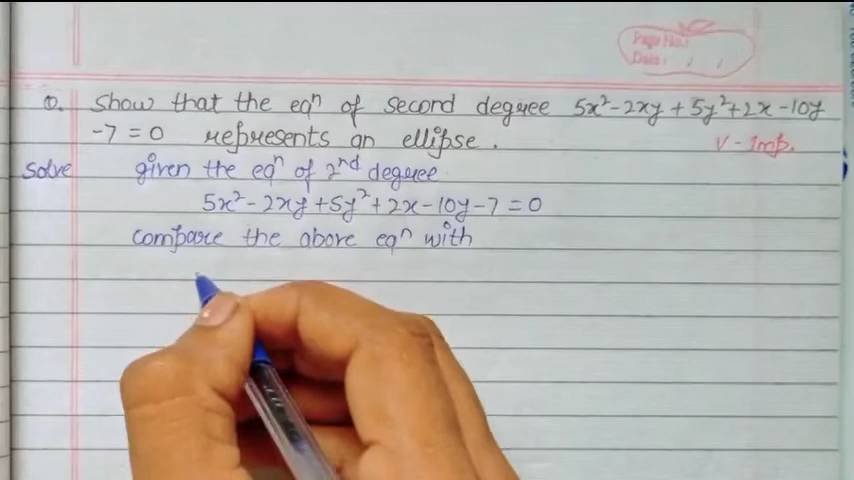 Page No.:
Date: / /
Q. Show that the eqⁿ of second degree 5x²-2xy+5y²+2x-10y
-7=0 represents an ellipse.
V-Imp.
Solve given the eqⁿ of 2ⁿᵈ degree
5x²-2xy+5y²+2x-10y-7=0
compare the above eqⁿ with